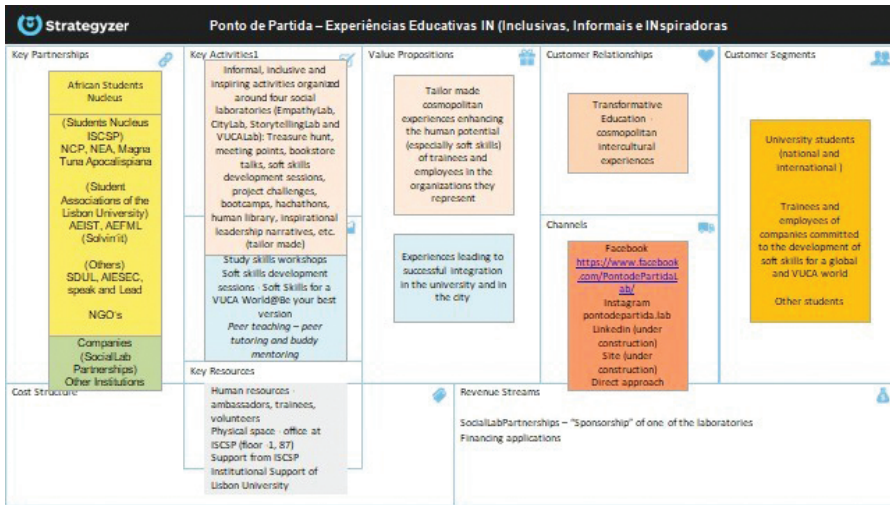 Strategyzer
Ponto de Partida – Experiências Educativas IN (Inclusivas, Informais e INspiradoras
Key Partnerships
African Students
Nucleus
(Students Nucleus
ISCSP)
NCP, NEA, Magna
Tuna Apocalispiana
(Student
Associations of the
Lisbon University)
AEIST, AEFML
(Solvin'it)
(Others)
SDUL, AIESEC,
speak and Lead
NGO's
Companies
(SocialLab
Partnerships)
Other Institutions
Key Activities1
Informal, inclusive and
inspiring activities organized
around four social
laboratories (EmpathyLab,
CityLab, StorytellingLab and
VUCALab): Treasure hunt,
meeting points, bookstore
talks, soft skills
development sessions,
project challenges,
bootcamps, hachathons,
human library, inspirational
leadership narratives, etc.
(tailor made)
Study skills workshops
Soft skills development
sessions - Soft Skills for a
VUCA World@Be your best
version
Peer teaching – peer
tutoring and buddy
mentoring
Key Resources
Human resources -
ambassadors, trainees,
volunteers
Physical space - office at
ISCSP (floor -1, 87)
Support from ISCSP
Institutional Support of
Lisbon University
Value Propositions
Tailor made
cosmopolitan
experiences enhancing
the human potential
(especially soft skills)
of trainees and
employees in the
organizations they
represent
Experiences leading to
successful integration
in the university and in
the city
Customer Relationships
Transformative
Education -
cosmopolitan
intercultural
experiences
Channels
Facebook
https://www.facebook
.com/PontodePartidaL
ab/
Instagram
pontodepartida.lab
Linkedin (under
construction)
Site (under
construction)
Direct approach
Customer Segments
University students
(national and
international )
Trainees and
employees of
companies committed
to the development of
soft skills for a global
and VUCA world
Other students
Cost Structure
Revenue Streams
SocialLabPartnerships – "Sponsorship" of one of the laboratories
Financing applications